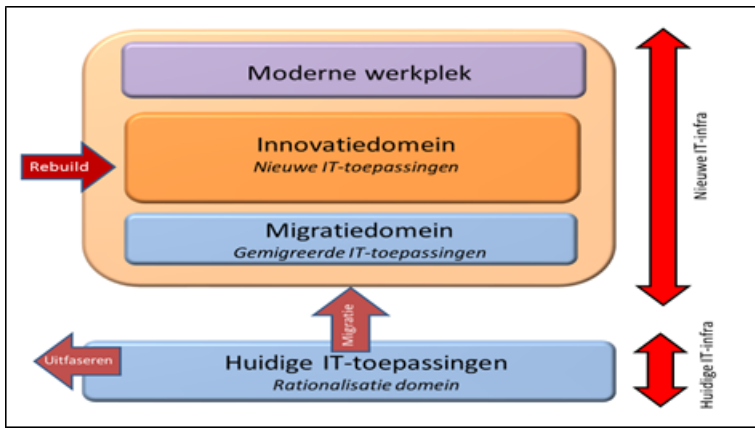 Moderne werkplek
Innovatiedomein
Nieuwe IT-toepassingen
Rebuild
Migratiedomein
Gemigreerde IT-toepassingen
Nieuwe IT-infra
Migratie
Uitfaseren
Huidige IT-toepassingen
Rationalisatie domein
Huidige IT-infra